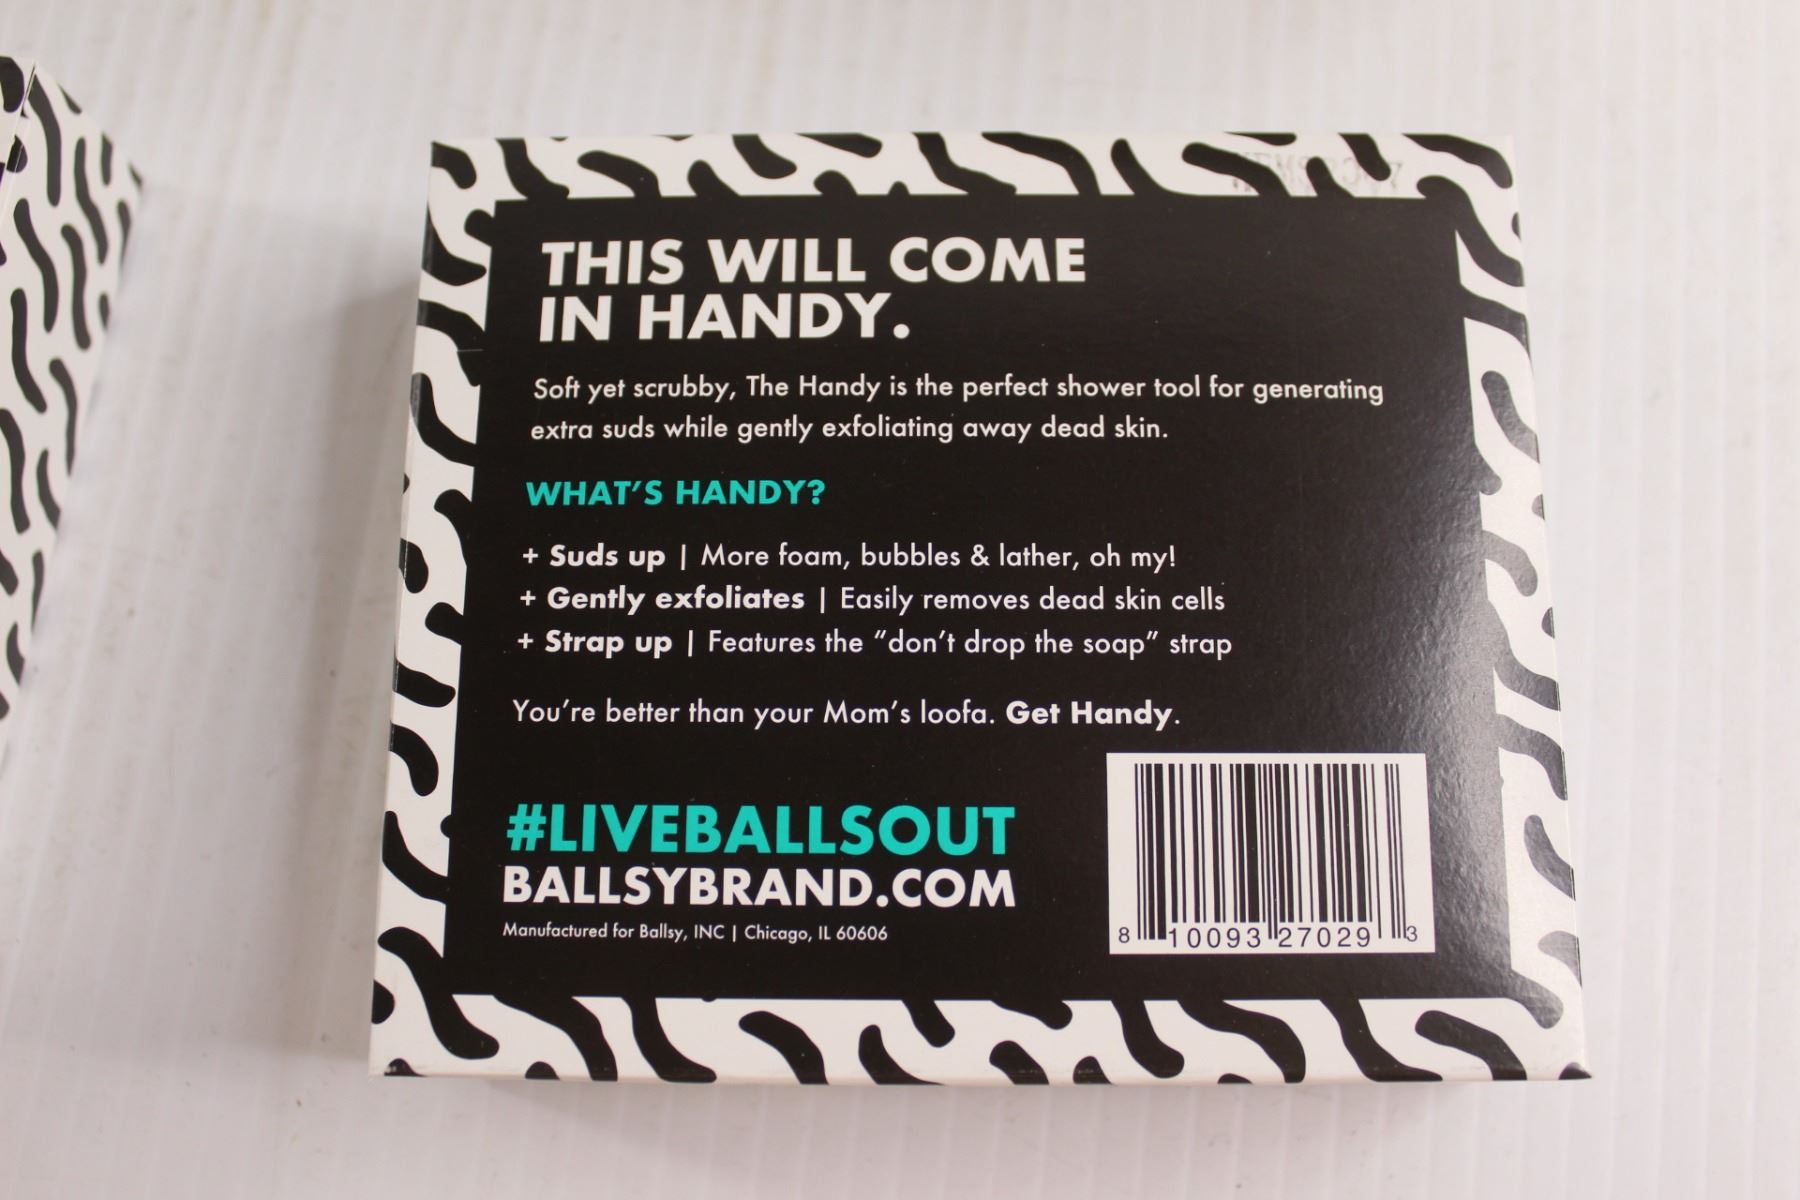 THIS WILL COME
IN HANDY.
Soft yet scrubby, The Handy is the perfect shower tool for generating
extra suds while gently exfoliating away dead skin.
WHAT'S HANDY?
+ Suds up | More foam, bubbles & lather, oh my!
+ Gently exfoliates | Easily removes dead skin cells
+ Strap up | Features the “don't drop the soap” strap
You're better than your Mom's loofa. Get Handy.
#LIVEBALLSOUT
BALLSYBRAND.COM
Manufactured for Ballsy, INC | Chicago, IL 60606
8 10093 27029 3